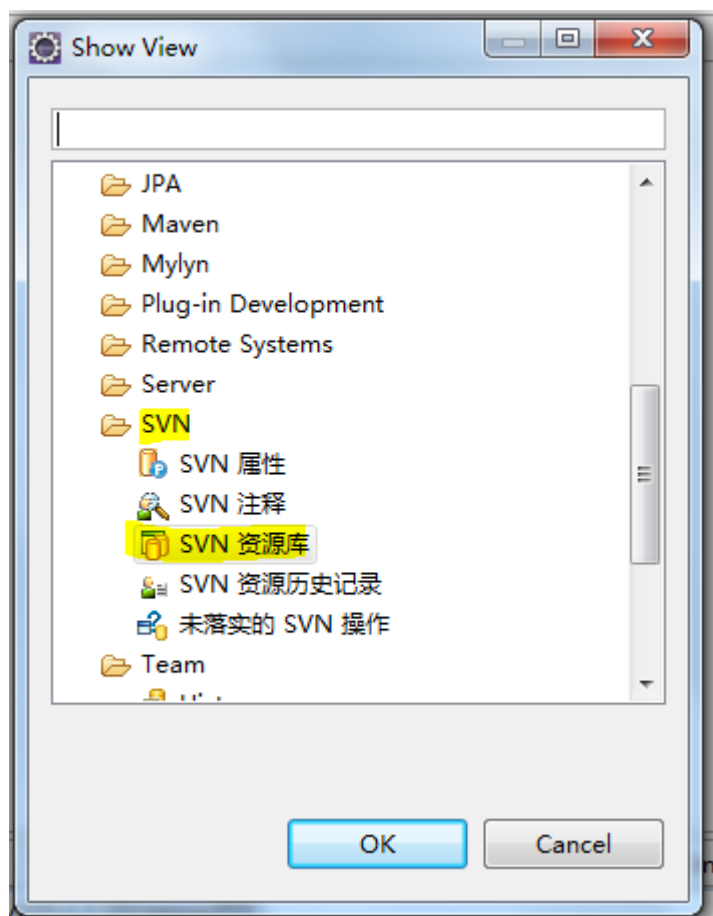 Show View
JPA
Maven
Mylyn
Plug-in Development
Remote Systems
Server
SVN
SVN 属性
SVN 注释
SVN 资源库
SVN 资源历史记录
未落实的 SVN 操作
Team
OK
Cancel